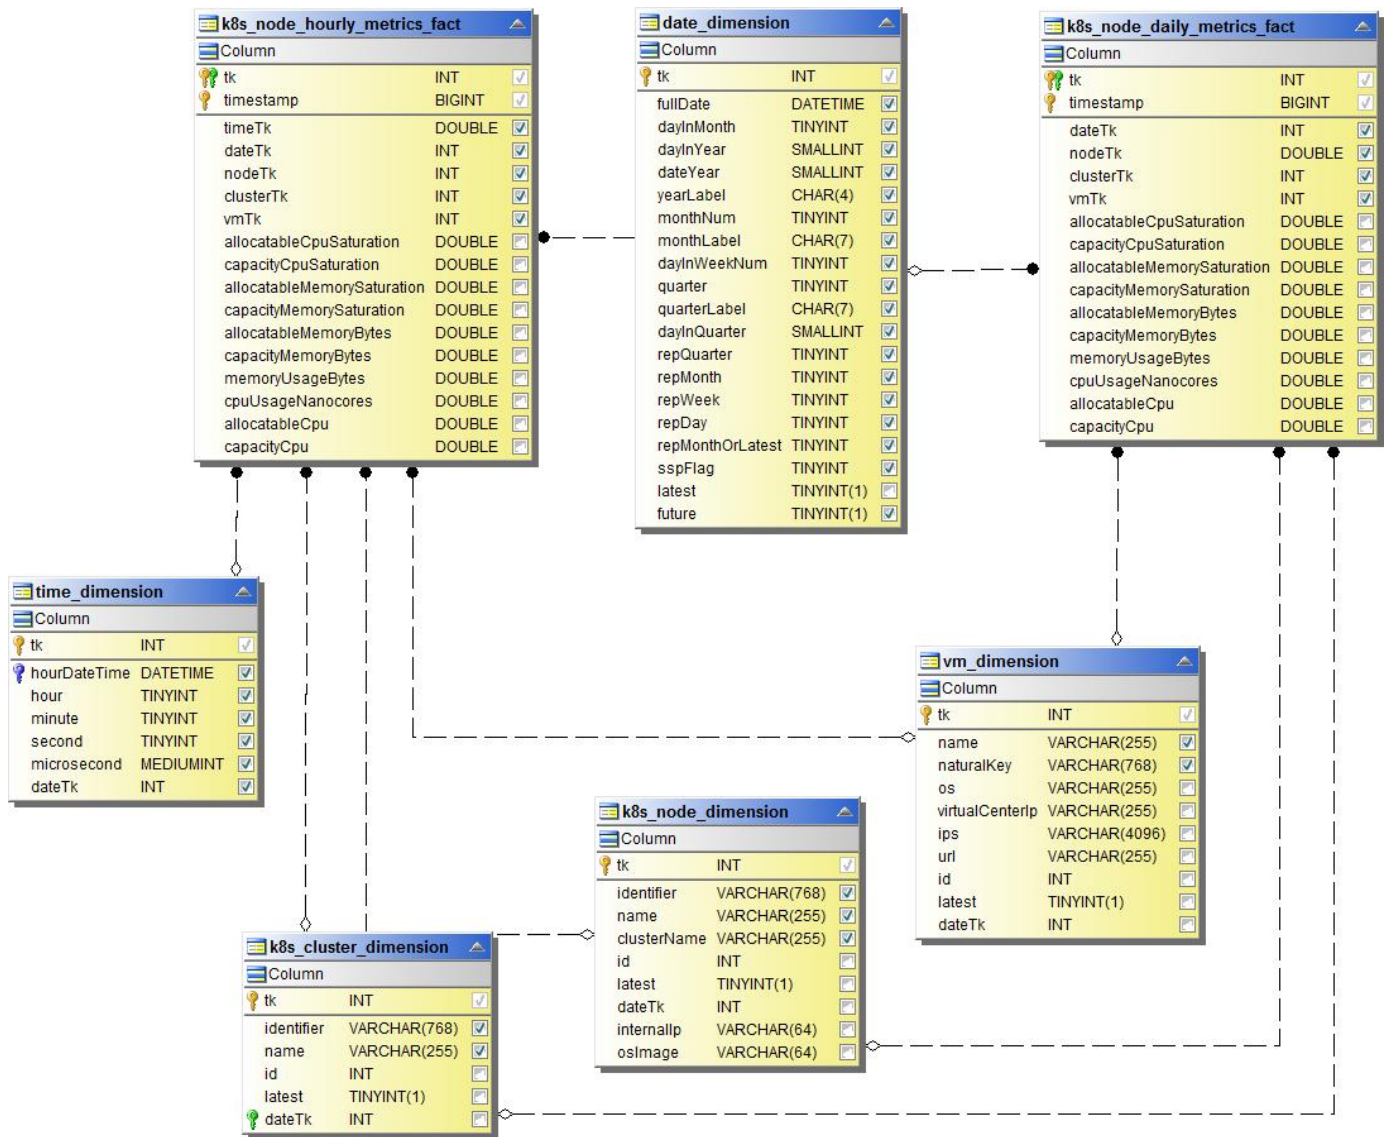 k8s_node_hourly_metrics_fact
Column
tk INT
timestamp BIGINT
timeTk DOUBLE
dateTk INT
nodeTk INT
clusterTk INT
vmTk INT
allocatableCpuSaturation DOUBLE
capacityCpuSaturation DOUBLE
allocatableMemorySaturation DOUBLE
capacityMemorySaturation DOUBLE
allocatableMemoryBytes DOUBLE
capacityMemoryBytes DOUBLE
memoryUsageBytes DOUBLE
cpuUsageNanocores DOUBLE
allocatableCpu DOUBLE
capacityCpu DOUBLE
date_dimension
Column
tk INT
fullDate DATETIME
dayInMonth TINYINT
dayInYear SMALLINT
dateYear SMALLINT
yearLabel CHAR(4)
monthNum TINYINT
monthLabel CHAR(7)
dayInWeekNum TINYINT
quarter TINYINT
quarterLabel CHAR(7)
dayInQuarter SMALLINT
repQuarter TINYINT
repMonth TINYINT
repWeek TINYINT
repDay TINYINT
repMonthOrLatest TINYINT
sspFlag TINYINT
latest TINYINT(1)
future TINYINT(1)
k8s_node_daily_metrics_fact
Column
tk INT
timestamp BIGINT
dateTk INT
nodeTk DOUBLE
clusterTk INT
vmTk INT
allocatableCpuSaturation DOUBLE
capacityCpuSaturation DOUBLE
allocatableMemorySaturation DOUBLE
capacityMemorySaturation DOUBLE
allocatableMemoryBytes DOUBLE
capacityMemoryBytes DOUBLE
memoryUsageBytes DOUBLE
cpuUsageNanocores DOUBLE
allocatableCpu DOUBLE
capacityCpu DOUBLE
time_dimension
Column
tk INT
hourDateTime DATETIME
hour TINYINT
minute TINYINT
second TINYINT
microsecond MEDIUMINT
dateTk INT
vm_dimension
Column
tk INT
name VARCHAR(255)
naturalKey VARCHAR(768)
os VARCHAR(255)
virtualCenterIp VARCHAR(255)
ips VARCHAR(4096)
url VARCHAR(255)
id INT
latest TINYINT(1)
dateTk INT
k8s_node_dimension
Column
tk INT
identifier VARCHAR(768)
name VARCHAR(255)
clusterName VARCHAR(255)
id INT
latest TINYINT(1)
dateTk INT
internalIp VARCHAR(64)
osImage VARCHAR(64)
k8s_cluster_dimension
Column
tk INT
identifier VARCHAR(768)
name VARCHAR(255)
id INT
latest TINYINT(1)
dateTk INT